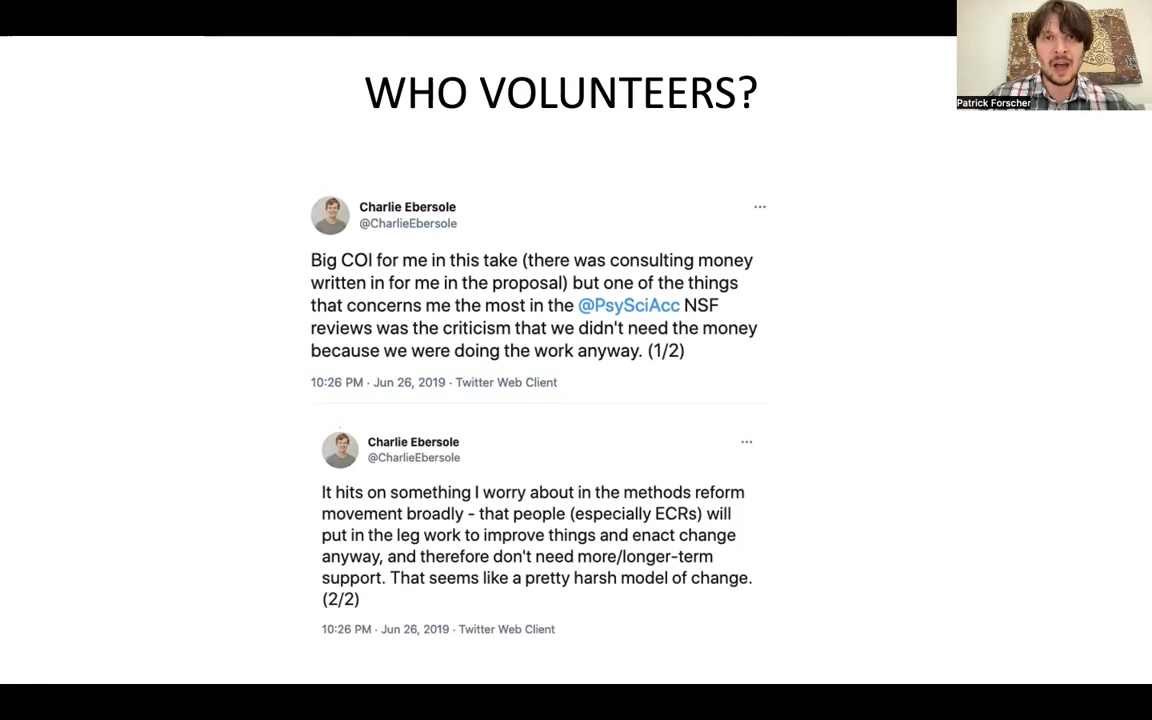 WHO VOLUNTEERS?
Patrick Forscher
Charlie Ebersole
@CharlieEbersole
Big COI for me in this take (there was consulting money
written in for me in the proposal) but one of the things
that concerns me the most in the @PsySciAcc NSF
reviews was the criticism that we didn't need the money
because we were doing the work anyway. (1/2)
10:26 PM · Jun 26, 2019 · Twitter Web Client
Charlie Ebersole
@CharlieEbersole
It hits on something I worry about in the methods reform
movement broadly - that people (especially ECRs) will
put in the leg work to improve things and enact change
anyway, and therefore don't need more/longer-term
support. That seems like a pretty harsh model of change.
(2/2)
10:26 PM · Jun 26, 2019 · Twitter Web Client